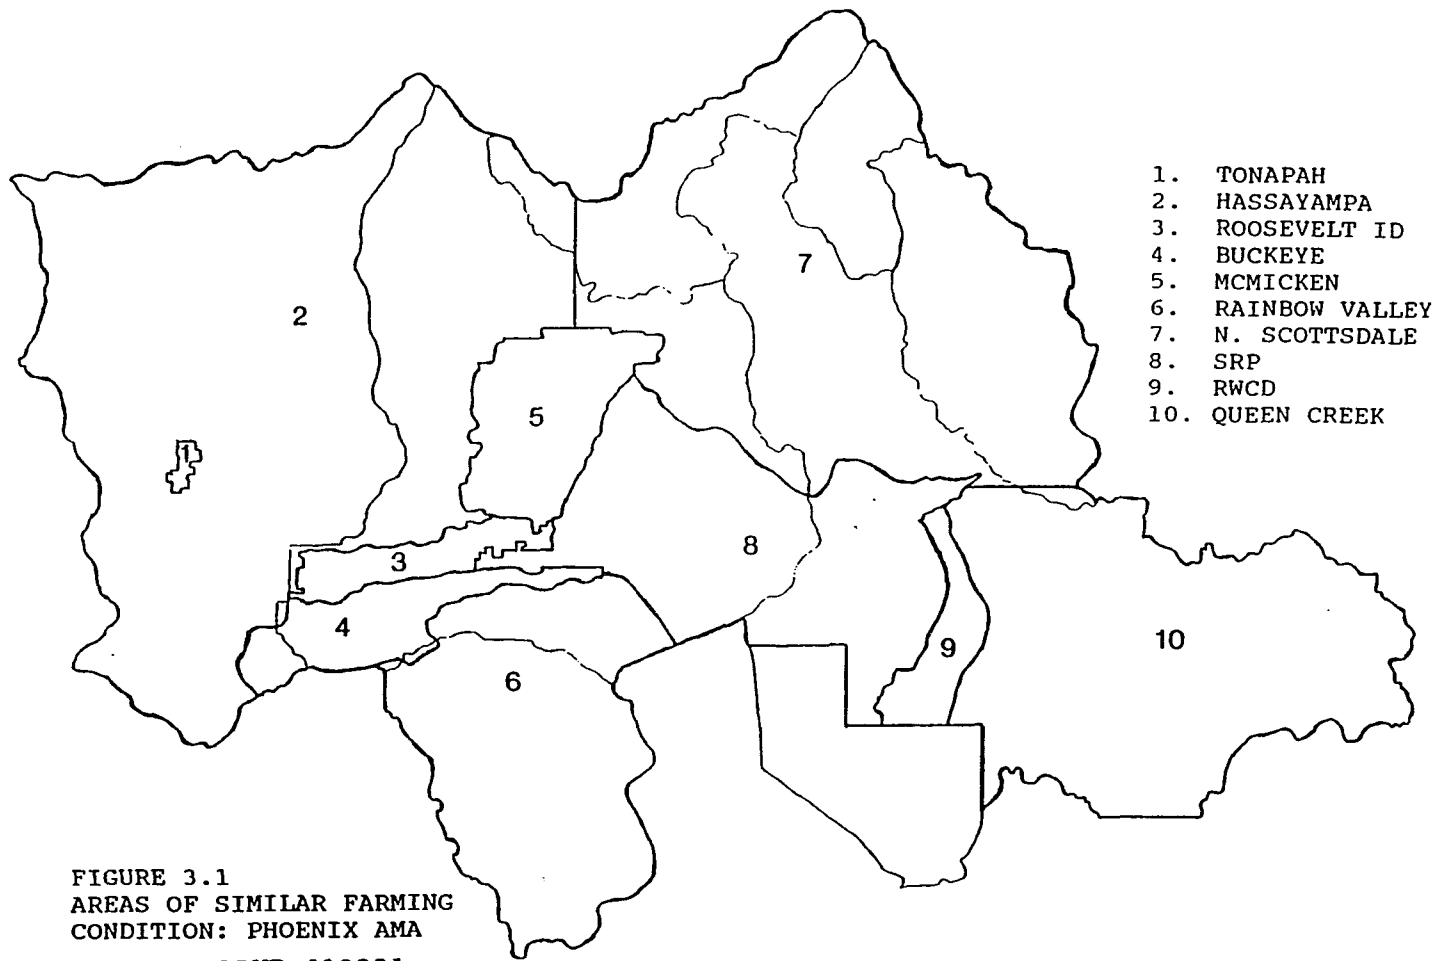 1. TONAPAH
2. HASSAYAMPA
3. ROOSEVELT ID
4. BUCKEYE
5. MCMICKEN
6. RAINBOW VALLEY
7. N. SCOTTSDALE
8. SRP
9. RWCD
10. QUEEN CREEK
7
2
5
1
3
8
4
9
10
6
FIGURE 3.1
AREAS OF SIMILAR FARMING
CONDITION: PHOENIX AMA